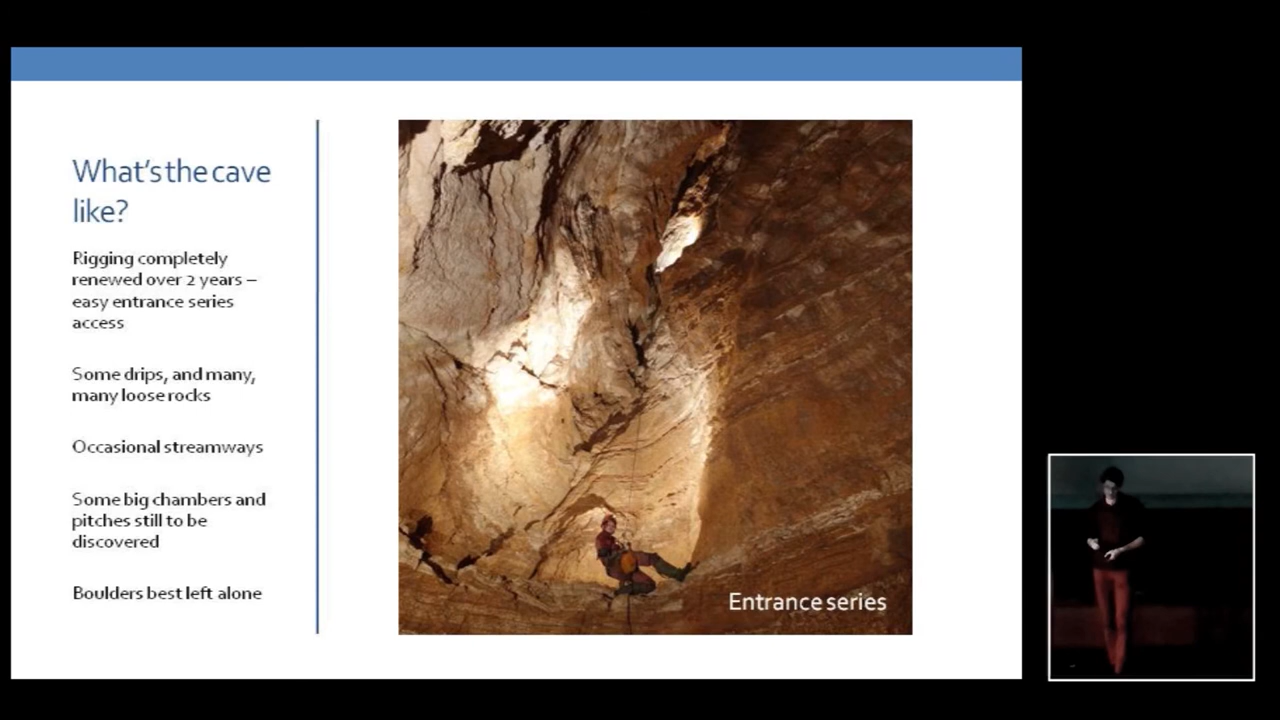 What's the cave
like?
Rigging completely
renewed over 2 years –
easy entrance series
access
Some drips, and many,
many loose rocks
Occasional streamways
Some big chambers and
pitches still to be
discovered
Boulders best left alone
Entrance series